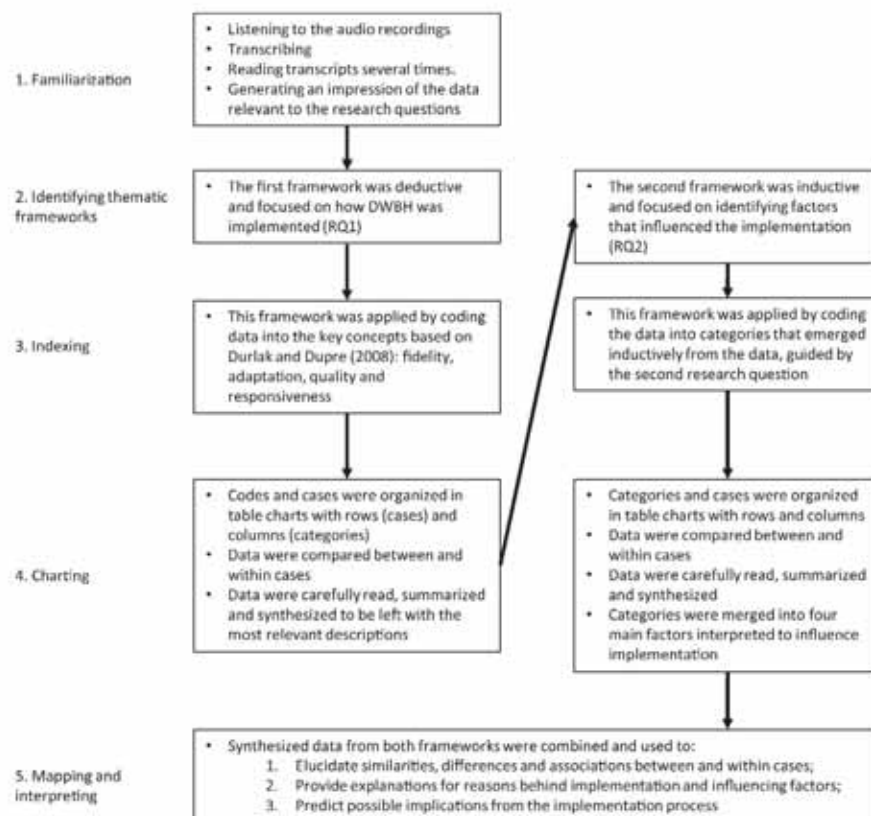 1. Familiarization
• Listening to the audio recordings
• Transcribing
• Reading transcripts several times.
• Generating an impression of the data
relevant to the research questions
2. Identifying thematic
frameworks
• The first framework was deductive
and focused on how DWBH was
implemented (RQ1)
• The second framework was inductive
and focused on identifying factors
that influenced the implementation
(RQ2)
3. Indexing
• This framework was applied by coding
data into the key concepts based on
Durlak and Dupre (2008): fidelity,
adaptation, quality and
responsiveness
• This framework was applied by coding
the data into categories that emerged
inductively from the data, guided by
the second research question
4. Charting
• Codes and cases were organized in
table charts with rows (cases) and
columns (categories)
• Data were compared between and
within cases
• Data were carefully read, summarized
and synthesized to be left with the
most relevant descriptions
• Categories and cases were organized
in table charts with rows and columns
• Data were compared between and
within cases
• Data were carefully read, summarized
and synthesized
• Categories were merged into four
main factors interpreted to influence
implementation
5. Mapping and
interpreting
• Synthesized data from both frameworks were combined and used to:
1. Elucidate similarities, differences and associations between and within cases;
2. Provide explanations for reasons behind implementation and influencing factors;
3. Predict possible implications from the implementation process